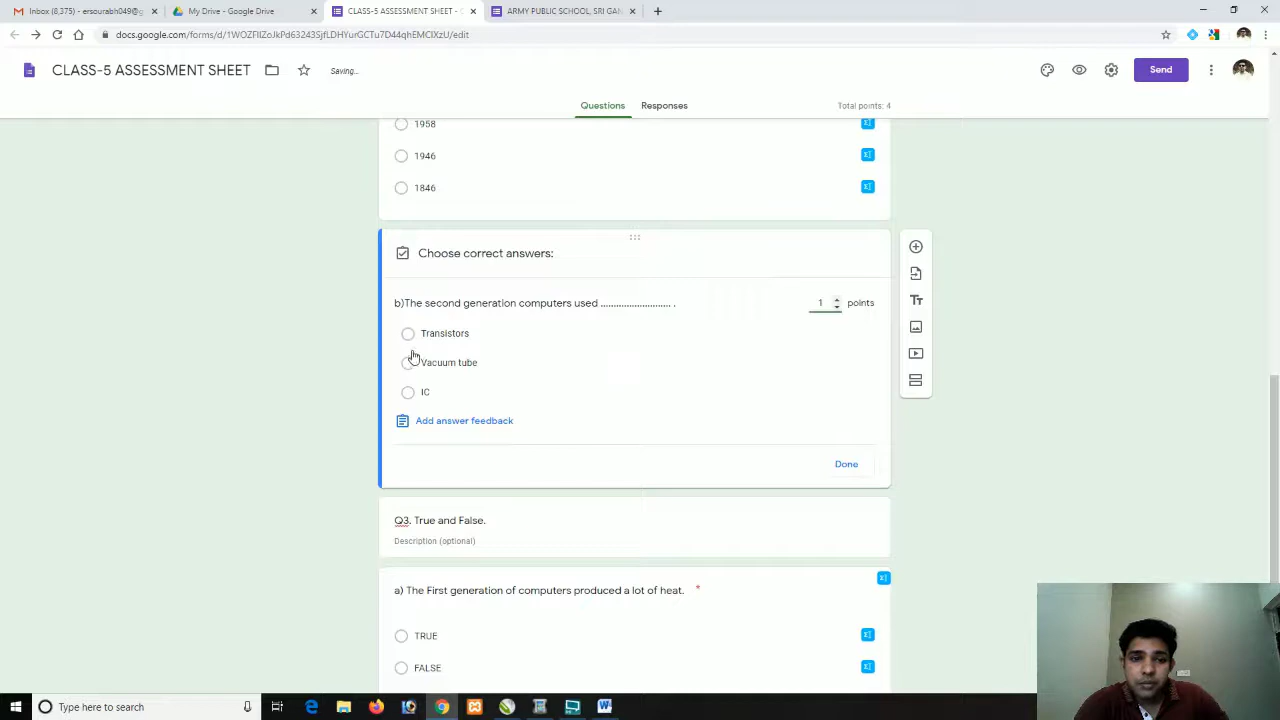 Inbox (8,375) - ersourabh049@g
My Drive - Google Drive
CLASS-5 ASSESSMENT SHEET - G
ARMY PUBLIC SCHOOL, SRI GAN
docs.google.com/forms/d/1WOZFIlZoJkPd63243SjfLDHYurGCTu7D44qhEMCIXzU/edit
CLASS-5 ASSESSMENT SHEET
Saving...
Send
Questions
Responses
Total points: 4
1958
1946
1846
Choose correct answers:
b)The second generation computers used ........................... .
1
points
Transistors
Vacuum tube
IC
Add answer feedback
Done
Q3. True and False.
Description (optional)
a) The First generation of computers produced a lot of heat. *
TRUE
FALSE
Type here to search